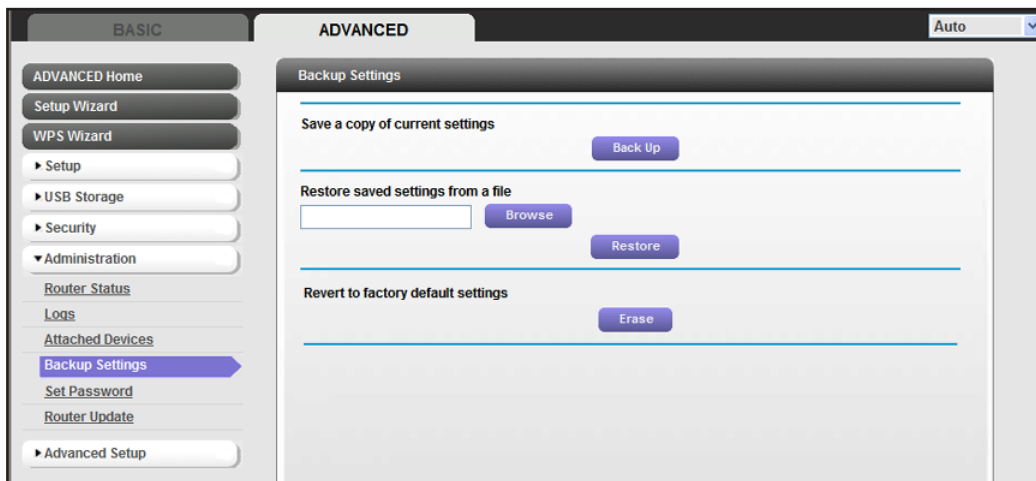 BASIC
ADVANCED
Auto
ADVANCED Home
Setup Wizard
WPS Wizard
Setup
USB Storage
Security
Administration
Router Status
Logs
Attached Devices
Backup Settings
Set Password
Router Update
Advanced Setup
Backup Settings
Save a copy of current settings
Back Up
Restore saved settings from a file
Browse
Restore
Revert to factory default settings
Erase